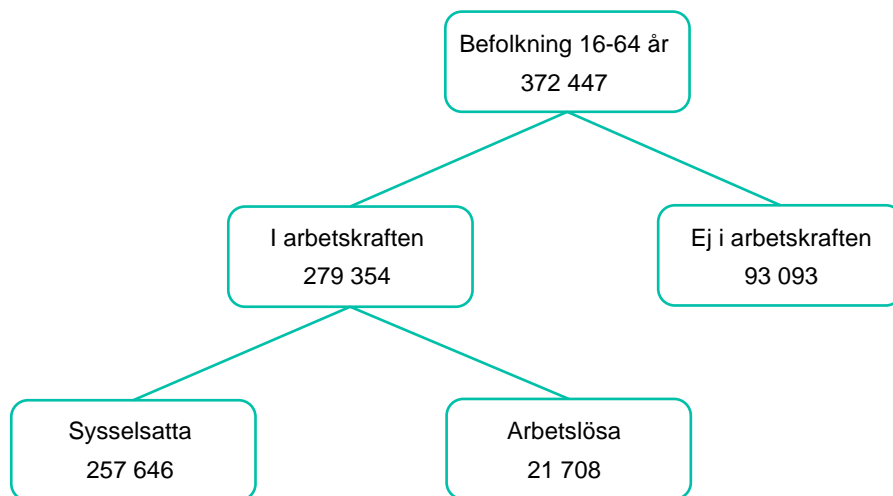 Befolkning 16-64 år
372 447
I arbetskraften
279 354
Ej i arbetskraften
93 093
Sysselsatta
257 646
Arbetslösa
21 708